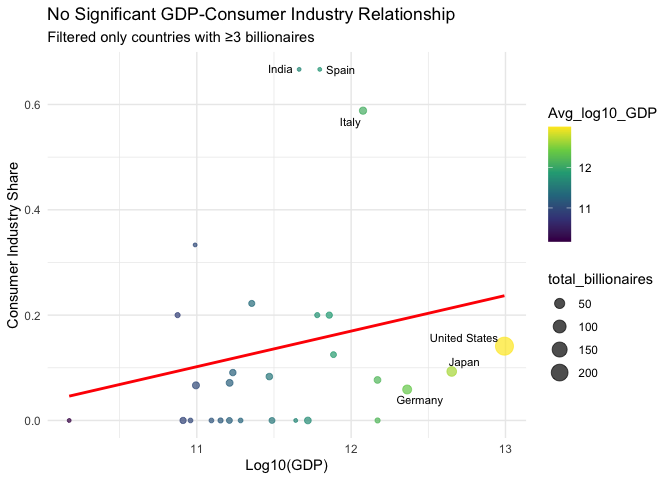 No Significant GDP-Consumer Industry Relationship
Filtered only countries with ≥3 billionaires
India
Spain
Italy
United States
Japan
Germany
0.6
0.4
0.2
0.0
Consumer Industry Share
11
12
13
Log10(GDP)
Avg_log10_GDP
12
11
total_billionaires
50
100
150
200